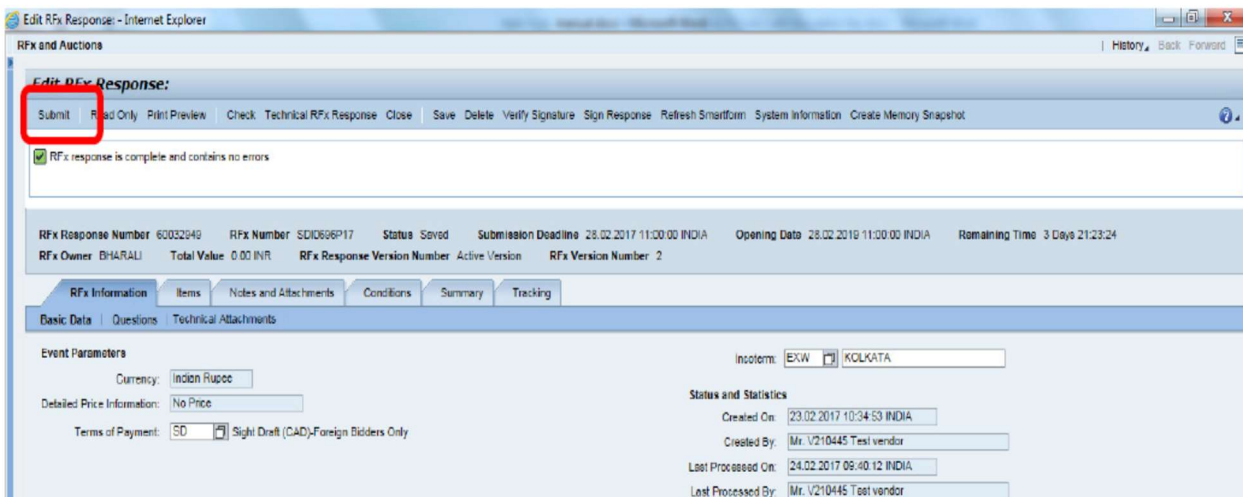 Edit RFx Response: - Internet Explorer
RFx and Auctions
History Back Forward
Edit RFx Response:
Submit Read Only Print Preview Check Technical RFx Response Close Save Delete Verify Signature Sign Response Refresh Smartform System Information Create Memory Snapshot
RFx response is complete and contains no errors
RFx Response Number 60032949 RFx Number SDI0696P17 Status Saved Submission Deadline 28.02.2017 11:00:00 INDIA Opening Date 28.02.2019 11:00:00 INDIA Remaining Time 3 Days 21:23:24
RFx Owner BHARALI Total Value 0.00 INR RFx Response Version Number Active Version RFx Version Number 2
RFx Information Items Notes and Attachments Conditions Summary Tracking
Basic Data Questions Technical Attachments
Event Parameters
Incoterm: EXW KOLKATA
Currency: Indian Rupee
Status and Statistics
Detailed Price Information: No Price
Created On: 23.02.2017 10:34:53 INDIA
Terms of Payment: SD Sight Draft (CAD)-Foreign Bidders Only
Created By: Mr. V210445 Test vendor
Last Processed On: 24.02.2017 09:40:12 INDIA
Last Processed By: Mr. V210445 Test vendor